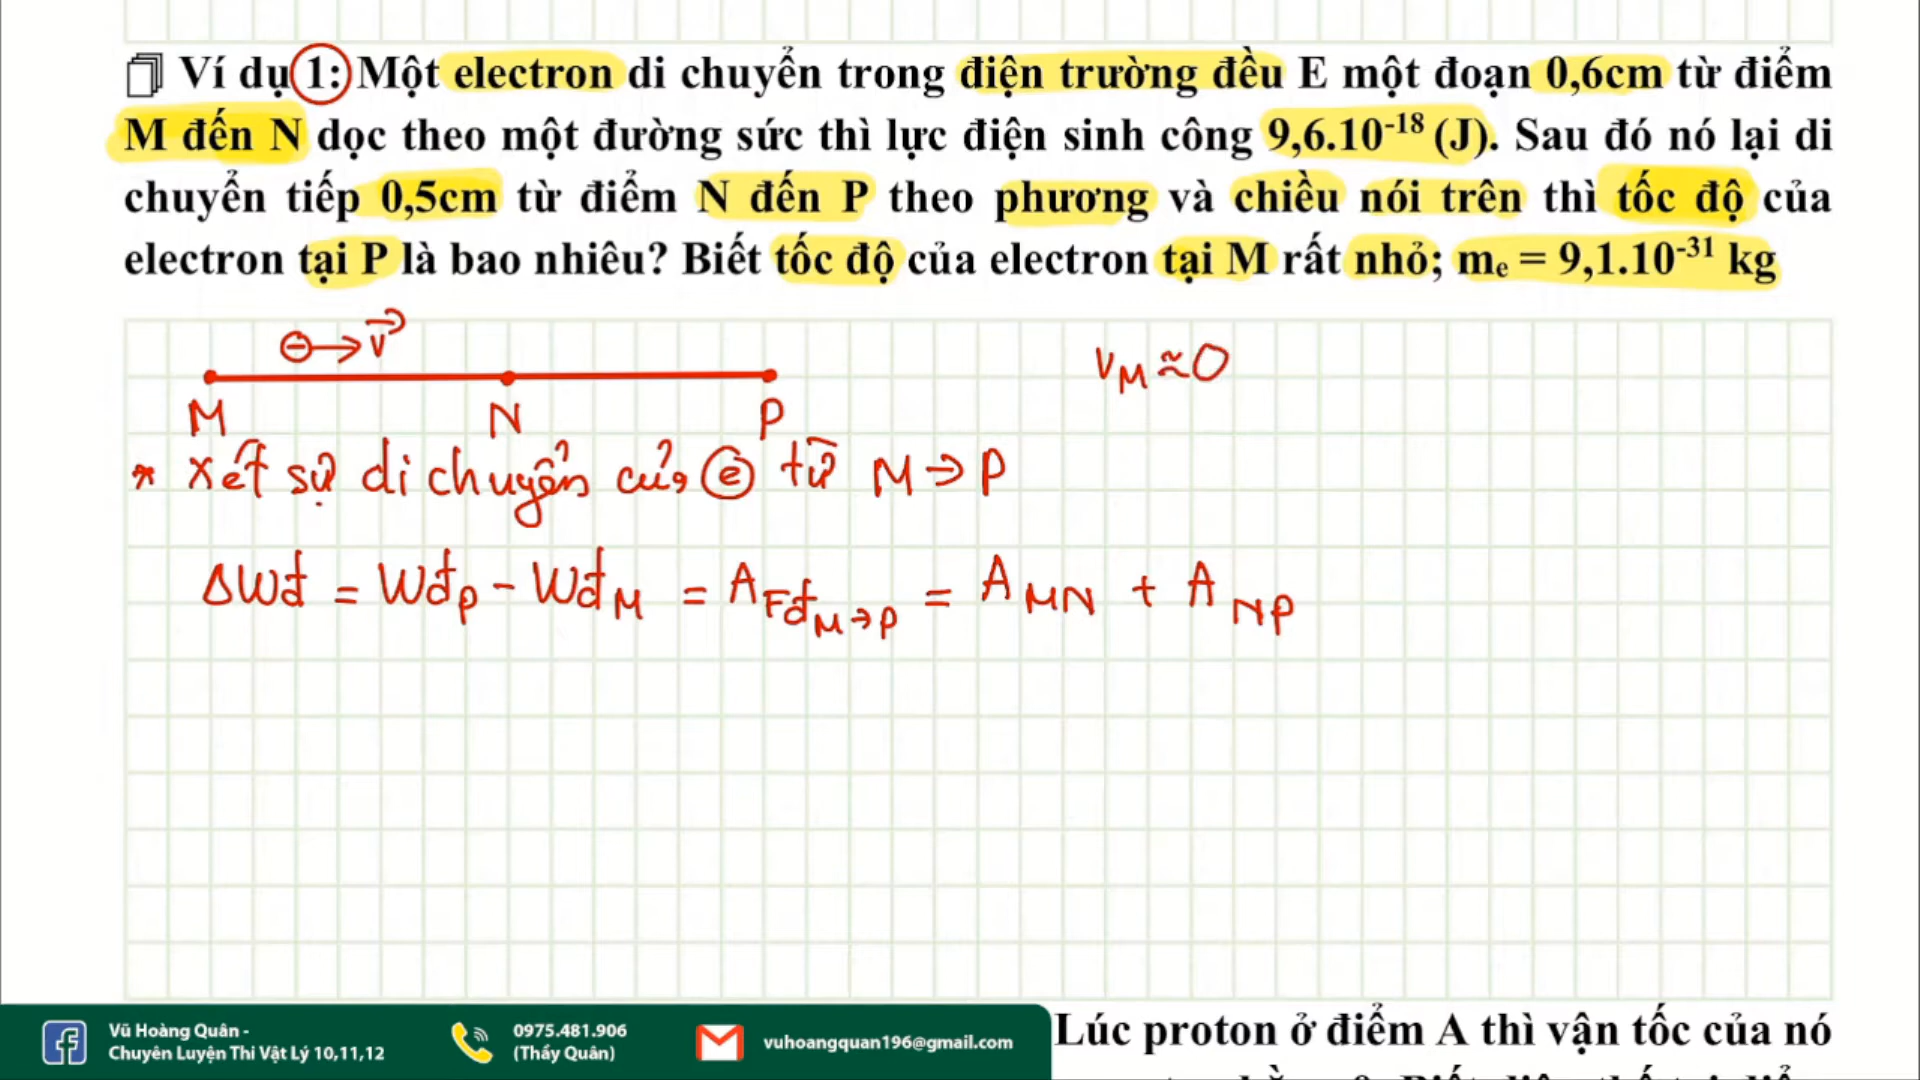 Ví dụ 1: Một electron di chuyển trong điện trường đều E một đoạn 0,6cm từ điểm
M đến N dọc theo một đường sức thì lực điện sinh công 9,6.10⁻¹⁸ (J). Sau đó nó lại di
chuyển tiếp 0,5cm từ điểm N đến P theo phương và chiều nói trên thì tốc độ của
electron tại P là bao nhiêu? Biết tốc độ của electron tại M rất nhỏ; mₑ = 9,1.10⁻³¹ kg
⊖→ v⃗
v_M ≈ 0
M N P
* Xét sự di chuyển của ⓔ từ M → P
ΔWđ = Wđ_P - Wđ_M = A_Fđ M→P = A_MN + A_NP
Vũ Hoàng Quân -
Chuyên Luyện Thi Vật Lý 10,11,12
0975.481.906
(Thầy Quân)
vuhoangquan196@gmail.com
Lúc proton ở điểm A thì vận tốc của nó